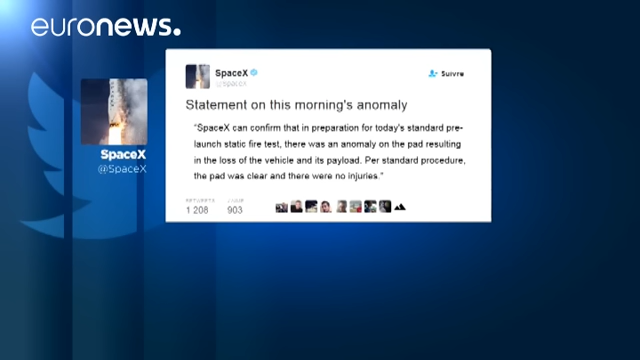 euronews.
SpaceX
@SpaceX
Suivre
Statement on this morning's anomaly
"SpaceX can confirm that in preparation for today's standard pre-
launch static fire test, there was an anomaly on the pad resulting
in the loss of the vehicle and its payload. Per standard procedure,
the pad was clear and there were no injuries."
RETWEETS
1 208
903
SpaceX
@SpaceX